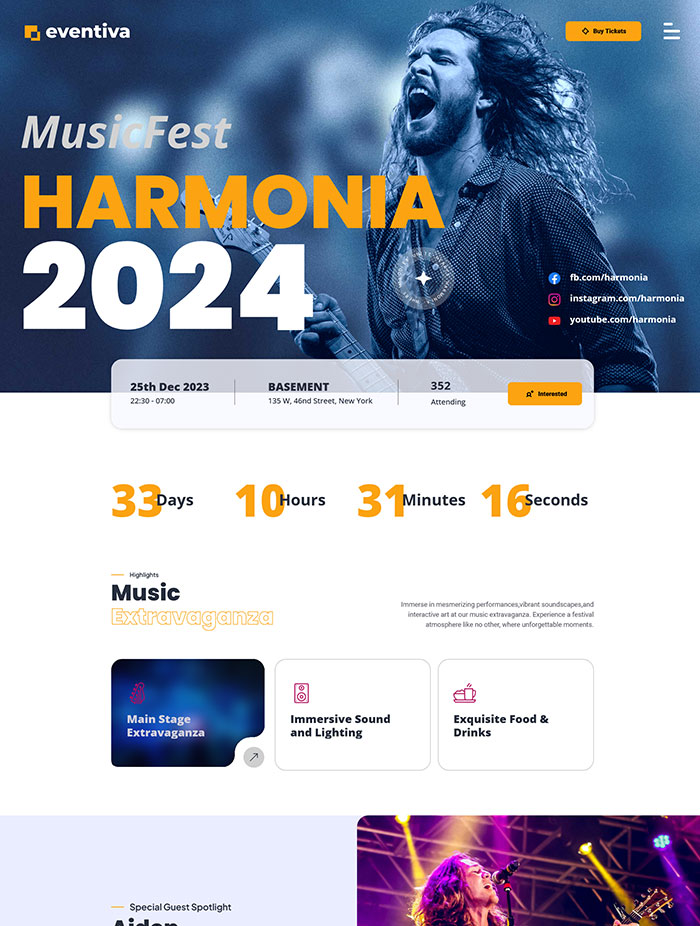 eventiva
Buy Tickets
MusicFest
HARMONIA
2024
fb.com/harmonia
instagram.com/harmonia
youtube.com/harmonia
25th Dec 2023
22:30 - 07:00
BASEMENT
135 W, 46nd Street, New York
352
Attending
Interested
33 Days
10 Hours
31 Minutes
16 Seconds
Highlights
Music
Extravaganza
Immerse in mesmerizing performances,vibrant soundscapes,and
interactive art at our music extravaganza. Experience a festival
atmosphere like no other, where unforgettable moments.
Main Stage
Extravaganza
Immersive Sound
and Lighting
Exquisite Food &
Drinks
Special Guest Spotlight
Aiden